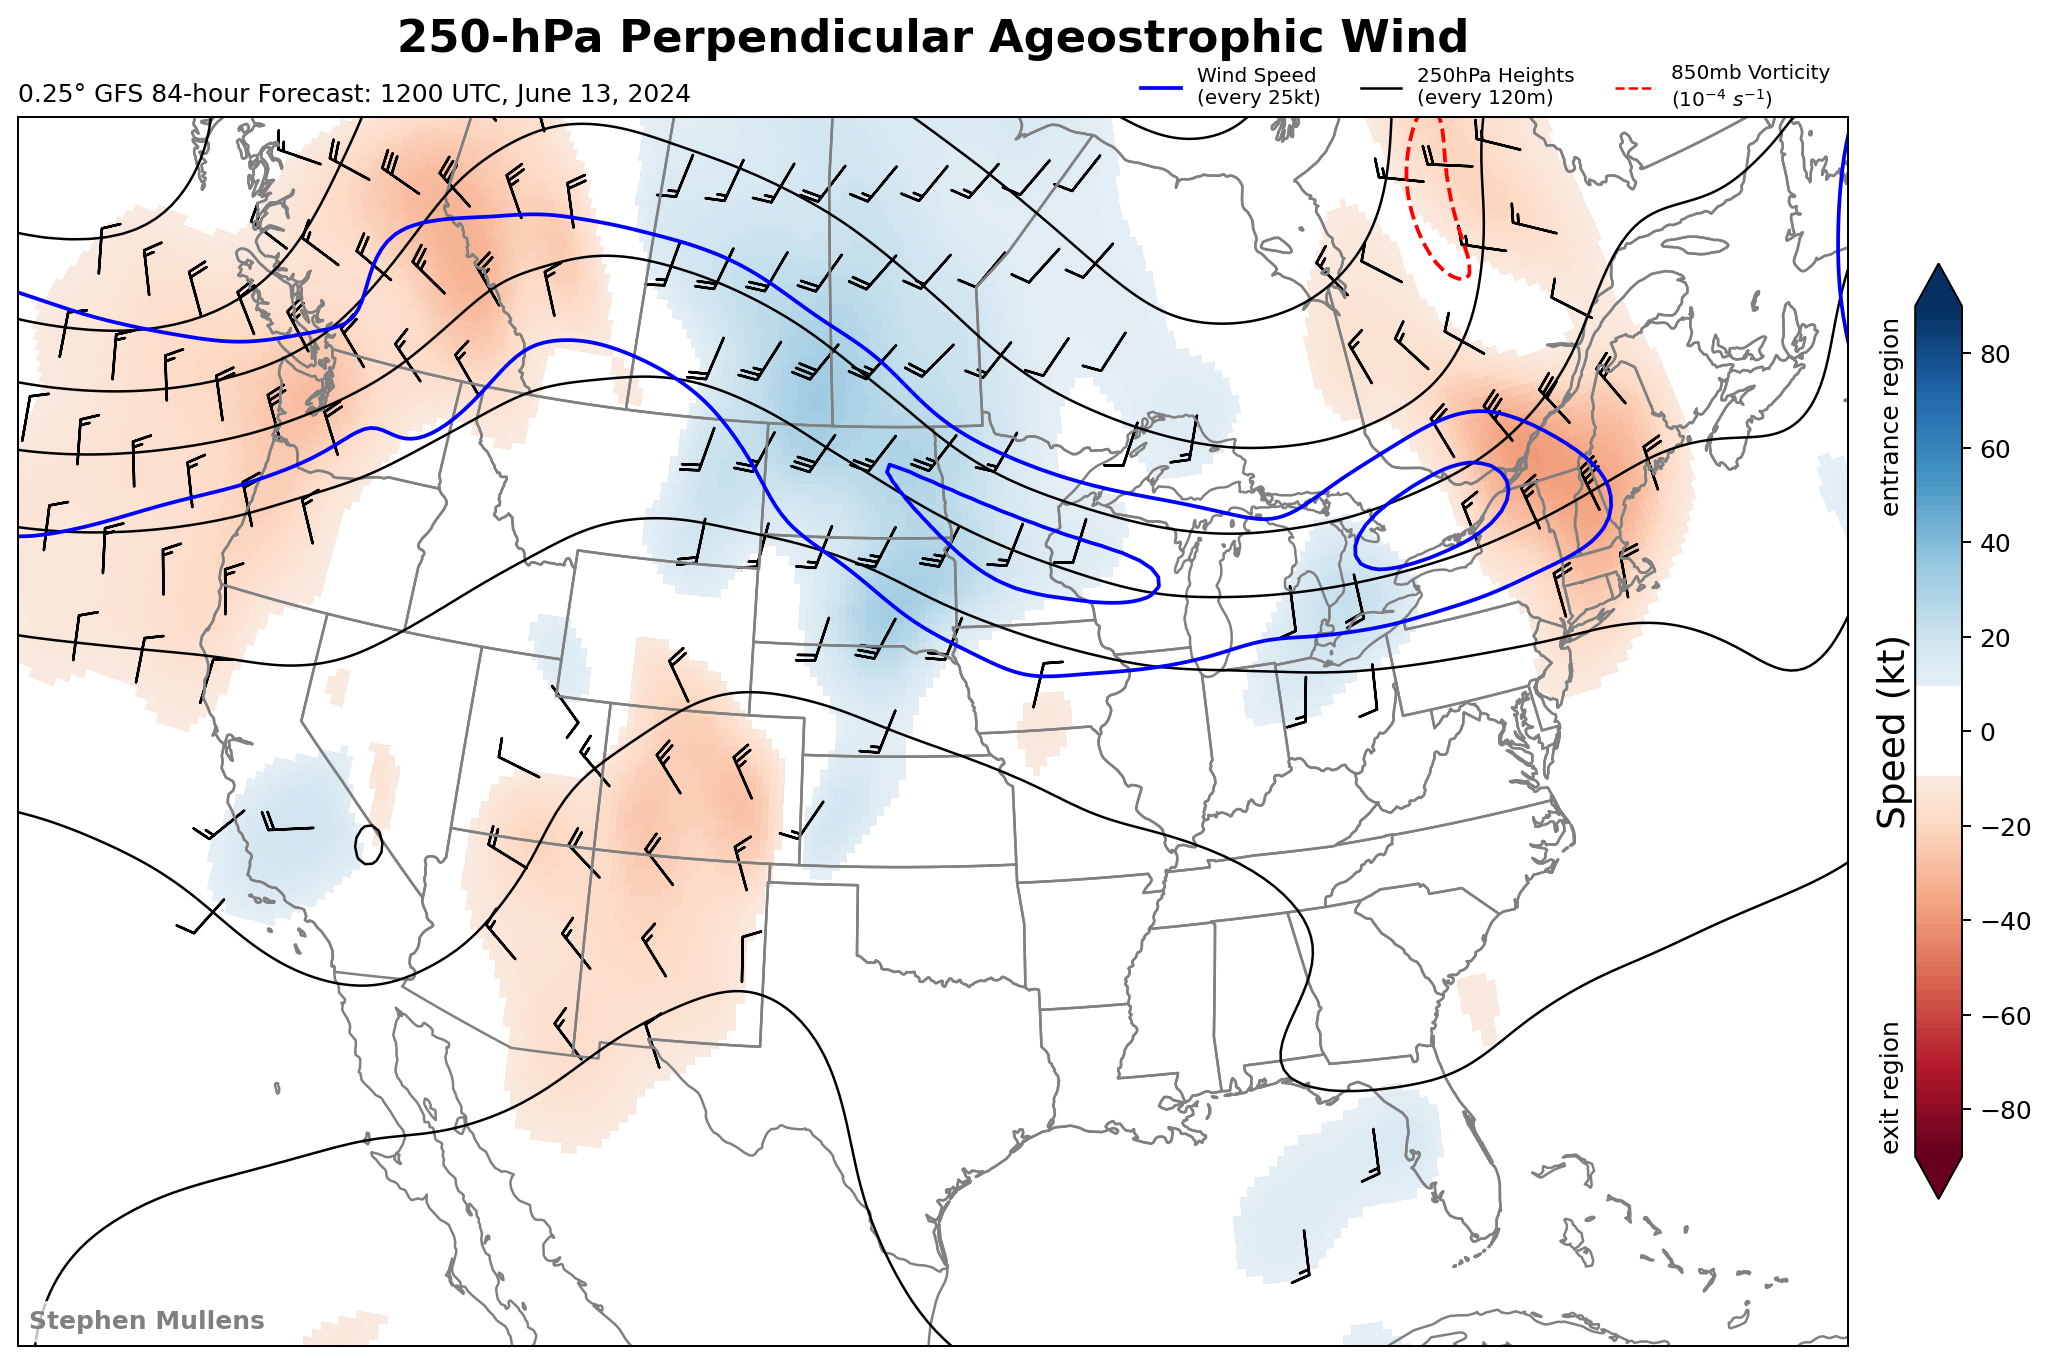 250-hPa Perpendicular Ageostrophic Wind
0.25° GFS 84-hour Forecast: 1200 UTC, June 13, 2024
Wind Speed
(every 25kt)
250hPa Heights
(every 120m)
850mb Vorticity
(10⁻⁴ s⁻¹)
entrance region
exit region
Speed (kt)
80
60
40
20
0
−20
−40
−60
−80
Stephen Mullens